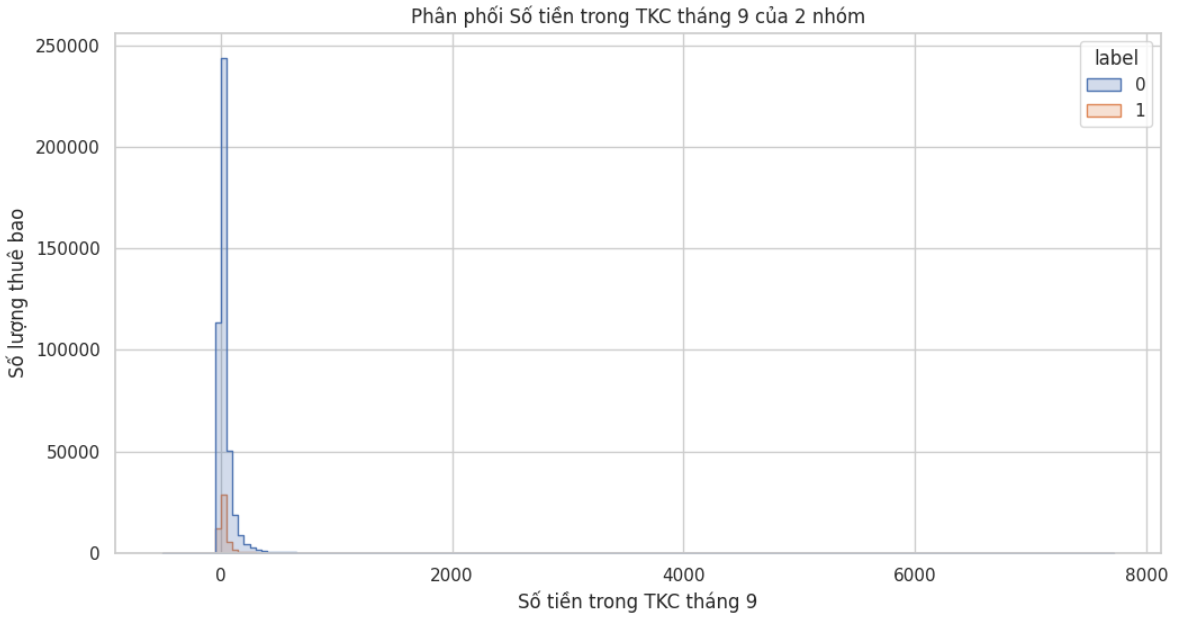 Phân phối Số tiền trong TKC tháng 9 của 2 nhóm
label
0
1
250000
200000
150000
100000
50000
0
Số lượng thuê bao
0 2000 4000 6000 8000
Số tiền trong TKC tháng 9